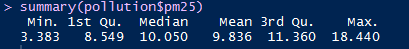 > summary(pollution$pm25)
Min. 1st Qu. Median Mean 3rd Qu. Max.
3.383 8.549 10.050 9.836 11.360 18.440